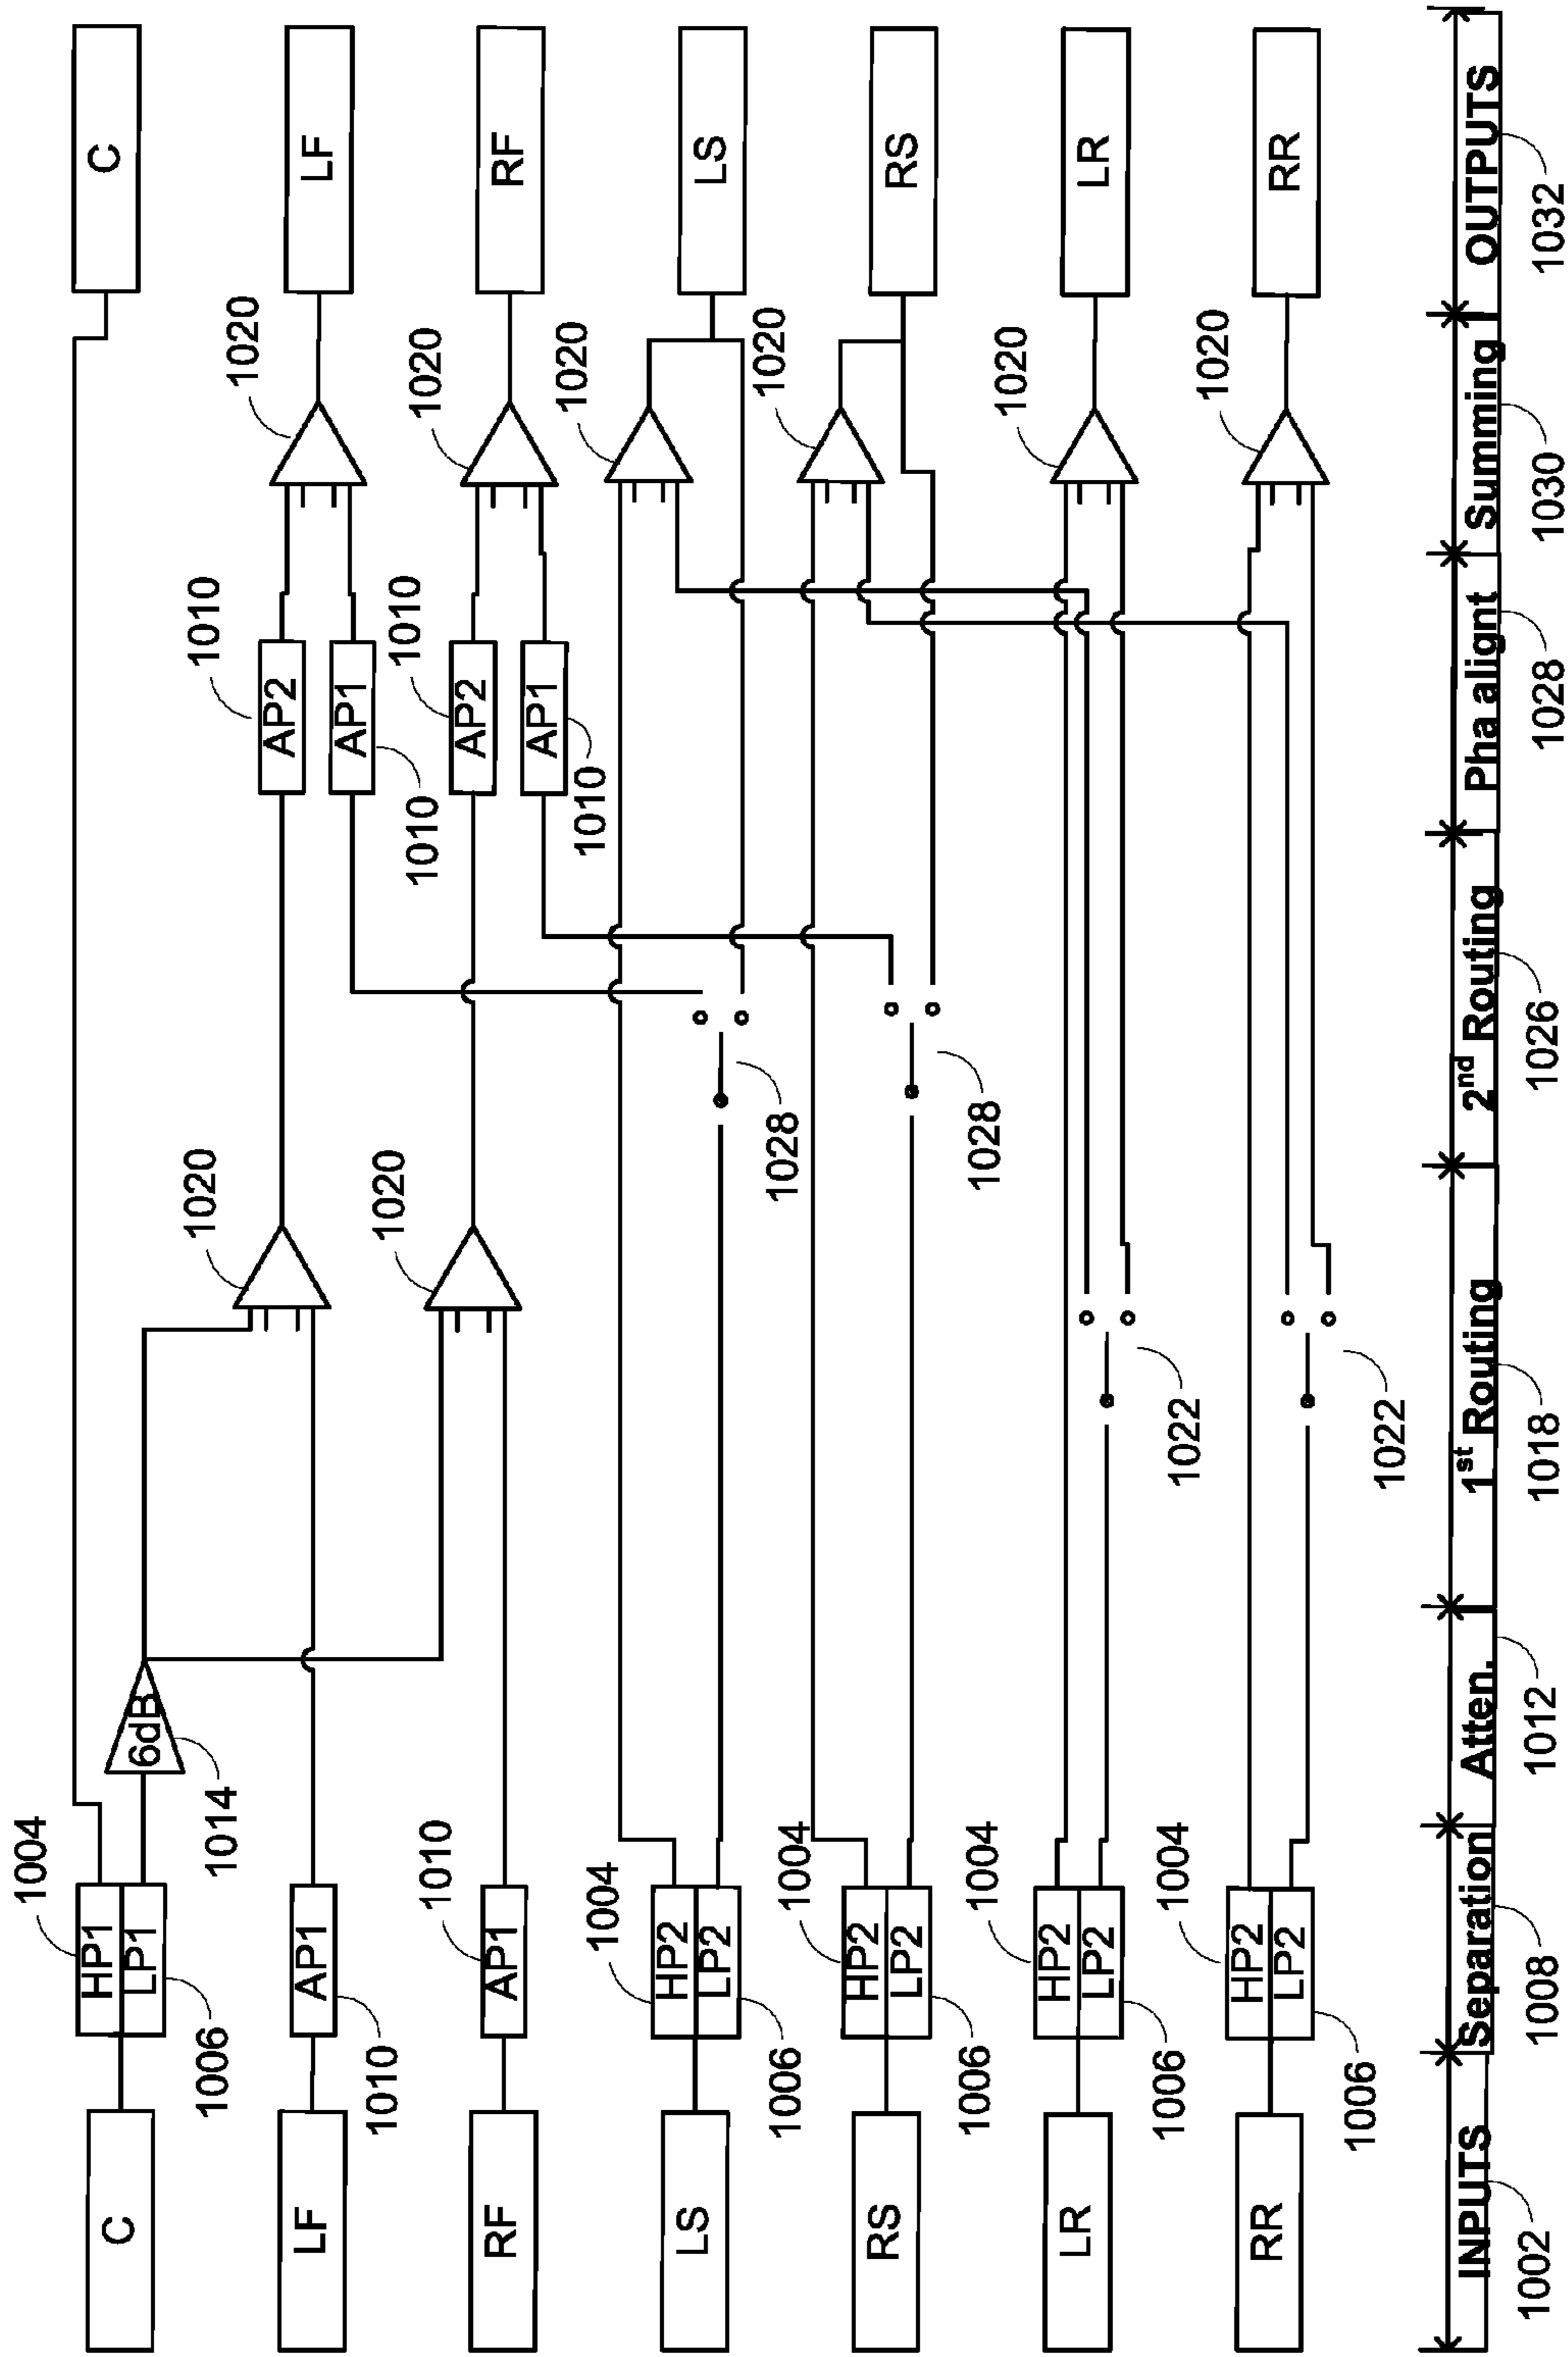 C
HP1
LP1
1004
1006
6dB
1014
1020
C
LF
AP1
1010
1020
AP2
1010
AP1
1010
1020
LF
RF
AP1
1010
1020
AP2
1010
AP1
1010
1020
RF
LS
HP2
LP2
1004
1006
1028
1020
LS
RS
HP2
LP2
1004
1006
1028
1020
RS
LR
HP2
LP2
1004
1006
1022
1020
LR
RR
HP2
LP2
1004
1006
1022
RR
INPUTS
Separation
Atten.
1st Routing
2nd Routing
Pha alignt
Summing
OUTPUTS
1002
1008
1012
1018
1026
1028
1030
1032